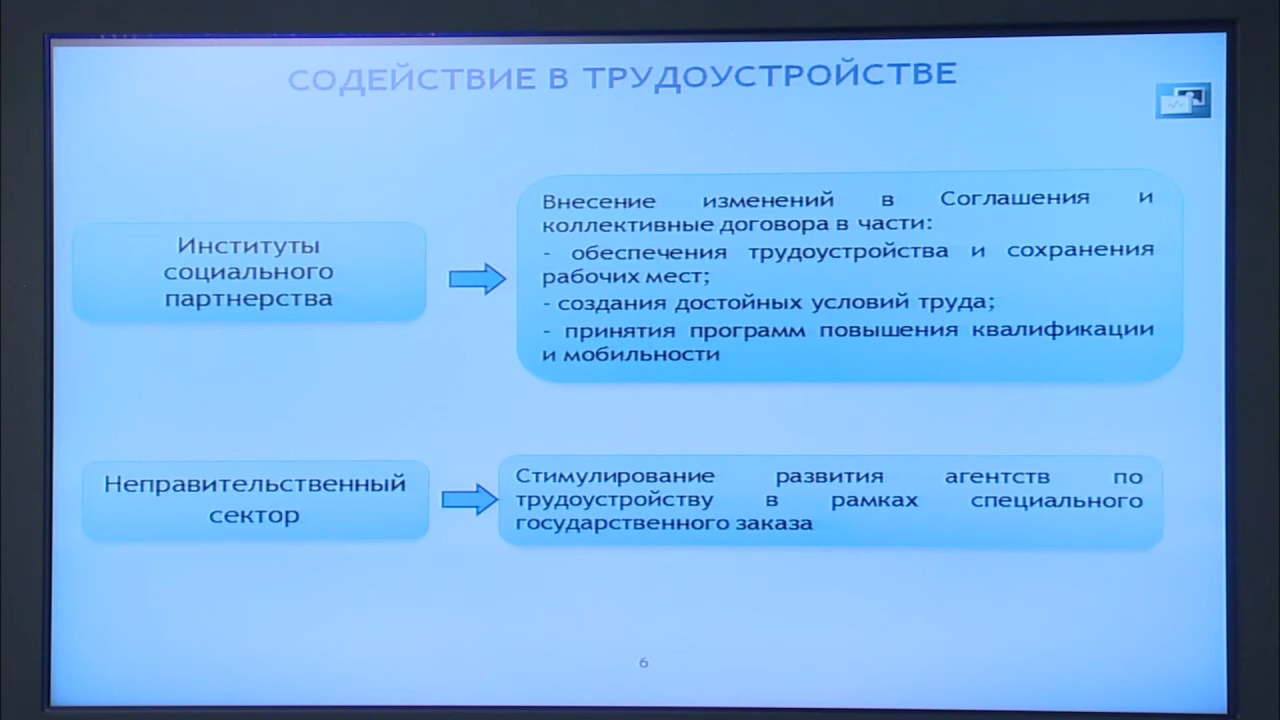 СОДЕЙСТВИЕ В ТРУДОУСТРОЙСТВЕ
Институты
социального
партнерства
Внесение изменений в Соглашения и
коллективные договора в части:
- обеспечения трудоустройства и сохранения
рабочих мест;
- создания достойных условий труда;
- принятия программ повышения квалификации
и мобильности
Неправительственный
сектор
Стимулирование развития агентств по
трудоустройству в рамках специального
государственного заказа
6